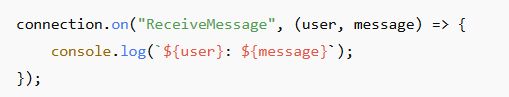 connection.on("ReceiveMessage", (user, message) => {
    console.log(`${user}: ${message}`);
});